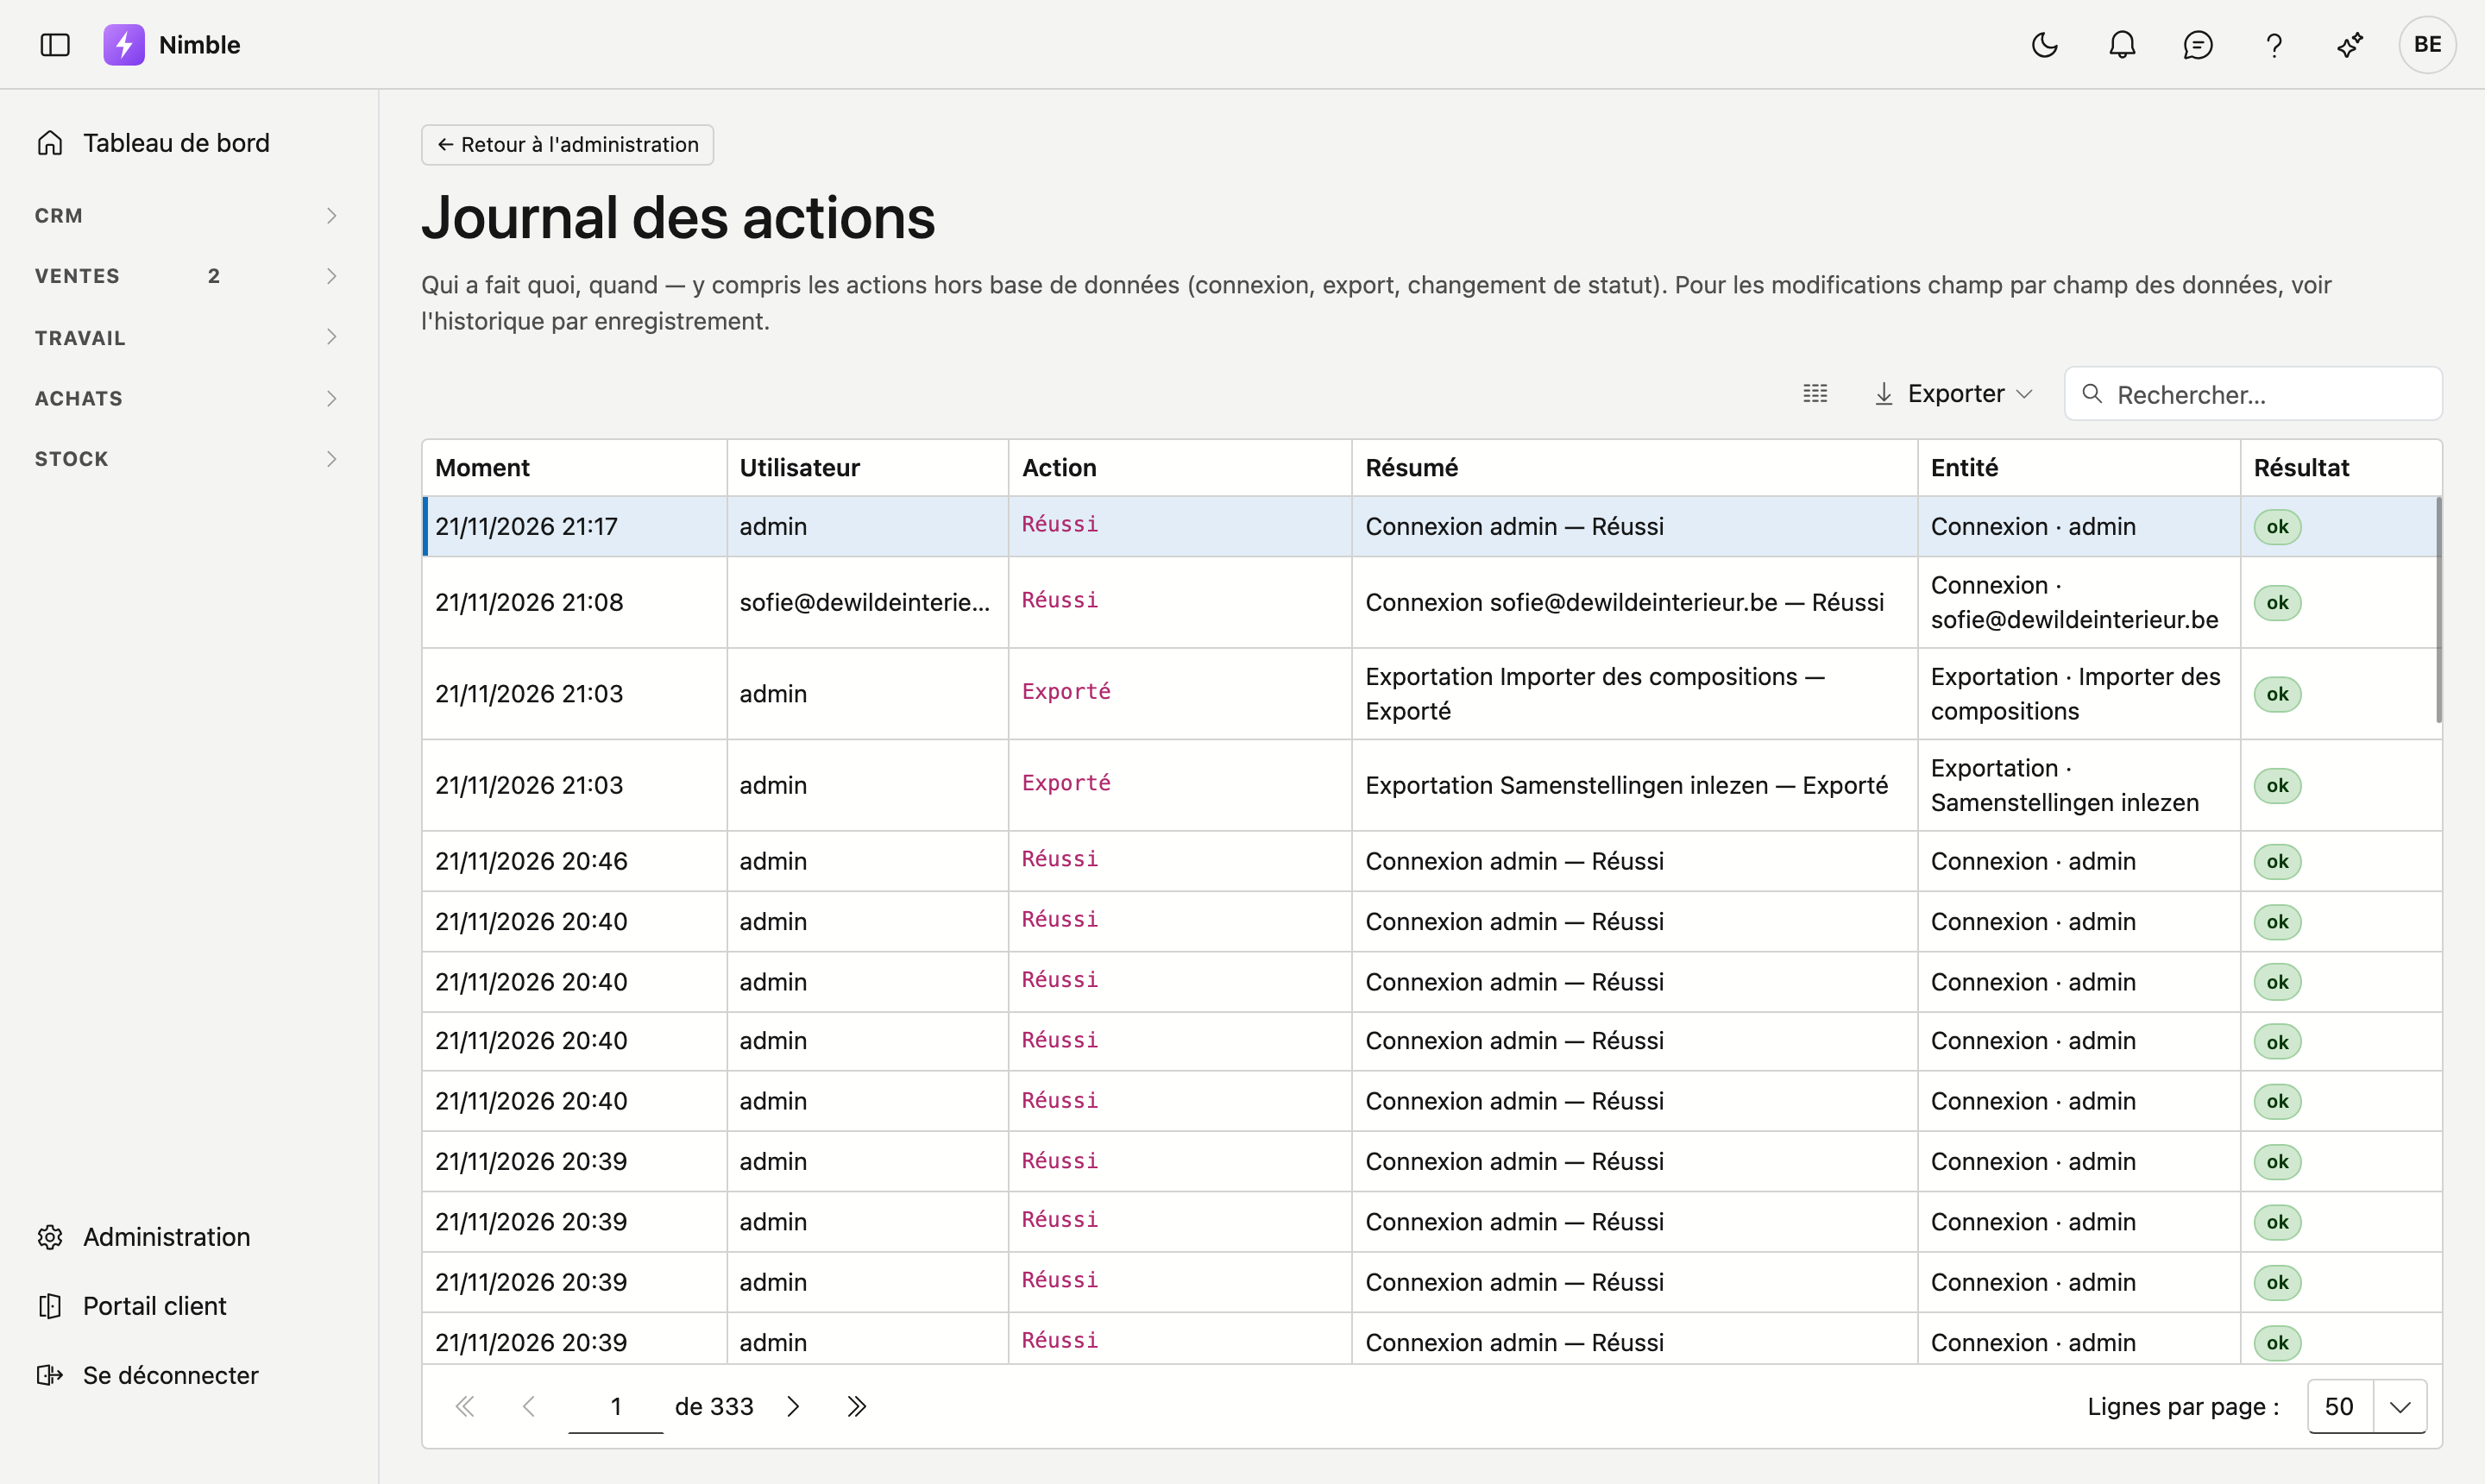 Nimble
BE
Tableau de bord
CRM
VENTES 2
TRAVAIL
ACHATS
STOCK
Administration
Portail client
Se déconnecter
← Retour à l'administration
Journal des actions
Qui a fait quoi, quand — y compris les actions hors base de données (connexion, export, changement de statut). Pour les modifications champ par champ des données, voir
l'historique par enregistrement.
Exporter
Rechercher...
Moment Utilisateur Action Résumé Entité Résultat
21/11/2026 21:17 admin Réussi Connexion admin — Réussi Connexion · admin ok
21/11/2026 21:08 sofie@dewildeinterie... Réussi Connexion sofie@dewildeinterieur.be — Réussi Connexion ·
sofie@dewildeinterieur.be ok
21/11/2026 21:03 admin Exporté Exportation Importer des compositions —
Exporté Exportation · Importer des
compositions ok
21/11/2026 21:03 admin Exporté Exportation Samenstellingen inlezen — Exporté Exportation ·
Samenstellingen inlezen ok
21/11/2026 20:46 admin Réussi Connexion admin — Réussi Connexion · admin ok
21/11/2026 20:40 admin Réussi Connexion admin — Réussi Connexion · admin ok
21/11/2026 20:40 admin Réussi Connexion admin — Réussi Connexion · admin ok
21/11/2026 20:40 admin Réussi Connexion admin — Réussi Connexion · admin ok
21/11/2026 20:40 admin Réussi Connexion admin — Réussi Connexion · admin ok
21/11/2026 20:39 admin Réussi Connexion admin — Réussi Connexion · admin ok
21/11/2026 20:39 admin Réussi Connexion admin — Réussi Connexion · admin ok
21/11/2026 20:39 admin Réussi Connexion admin — Réussi Connexion · admin ok
21/11/2026 20:39 admin Réussi Connexion admin — Réussi Connexion · admin ok
1 de 333
Lignes par page : 50